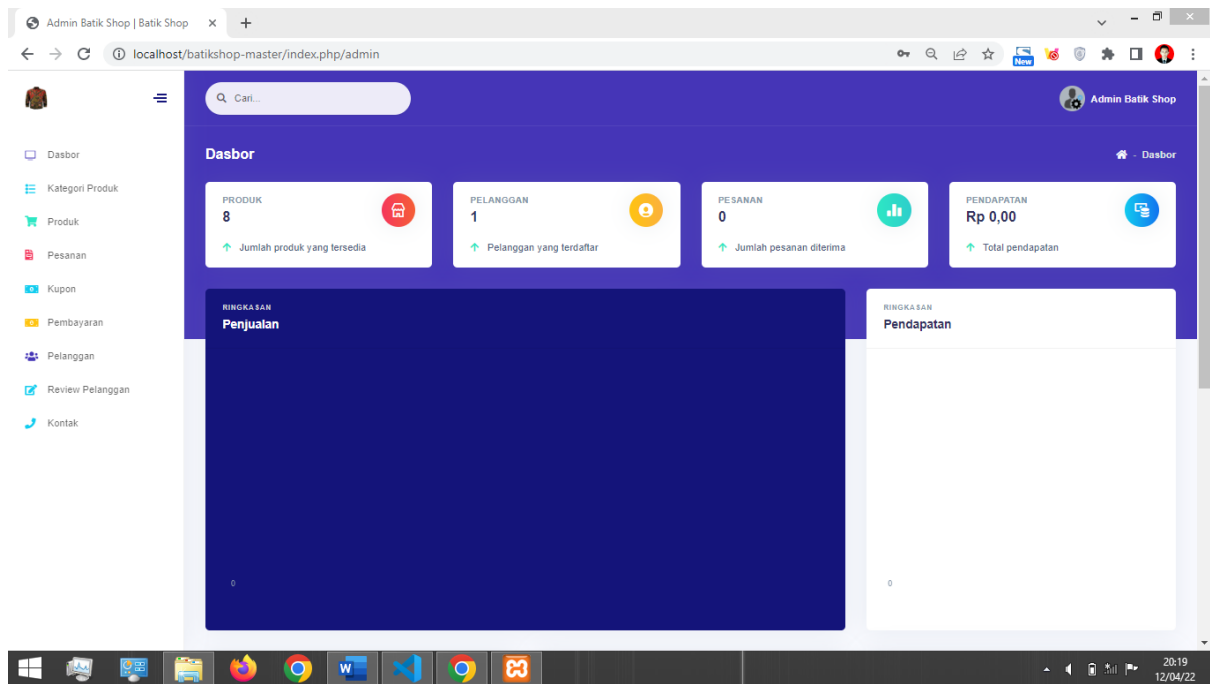 Admin Batik Shop | Batik Shop
localhost/batikshop-master/index.php/admin
New
Cari...
Admin Batik Shop
Dasbor
Kategori Produk
Produk
Pesanan
Kupon
Pembayaran
Pelanggan
Review Pelanggan
Kontak
Dasbor
- Dasbor
PRODUK
8
Jumlah produk yang tersedia
PELANGGAN
1
Pelanggan yang terdaftar
PESANAN
0
Jumlah pesanan diterima
PENDAPATAN
Rp 0,00
Total pendapatan
RINGKASAN
Penjualan
0
RINGKASAN
Pendapatan
0
20:19
12/04/22